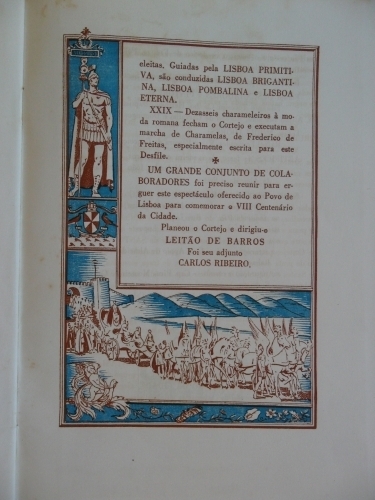 eleitas. Guiadas pela LISBOA PRIMITI-
VA, são conduzidas LISBOA BRIGANTI-
NA, LISBOA POMBALINA e LISBOA
ETERNA.
XXIX — Dezasseis charameleiros à mo-
da romana fecham o Cortejo e executam a
marcha de Charamelas, de Frederico de
Freitas, especialmente escrita para este
Desfile.
UM GRANDE CONJUNTO DE COLA-
BORADORES foi preciso reunir para er-
guer este espectáculo oferecido ao Povo de
Lisboa para comemorar o VIII Centenário
da Cidade.
Planeou o Cortejo e dirigiu-o
LEITÃO DE BARROS
Foi seu adjunto
CARLOS RIBEIRO.